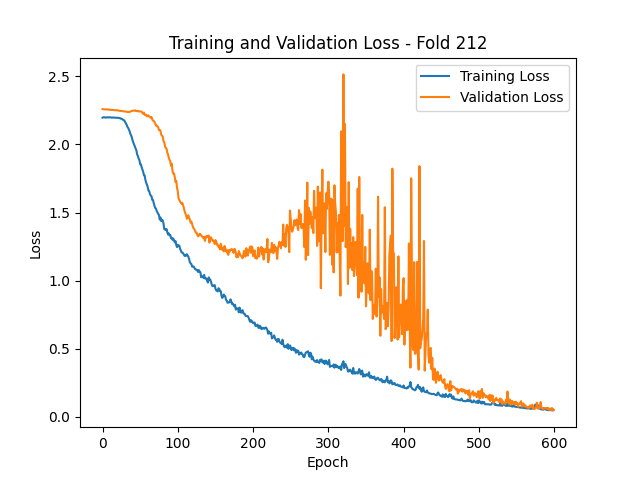 Training and Validation Loss - Fold 212
Training Loss
Validation Loss
2.5
2.0
1.5
1.0
0.5
0.0
Loss
0 100 200 300 400 500 600
Epoch